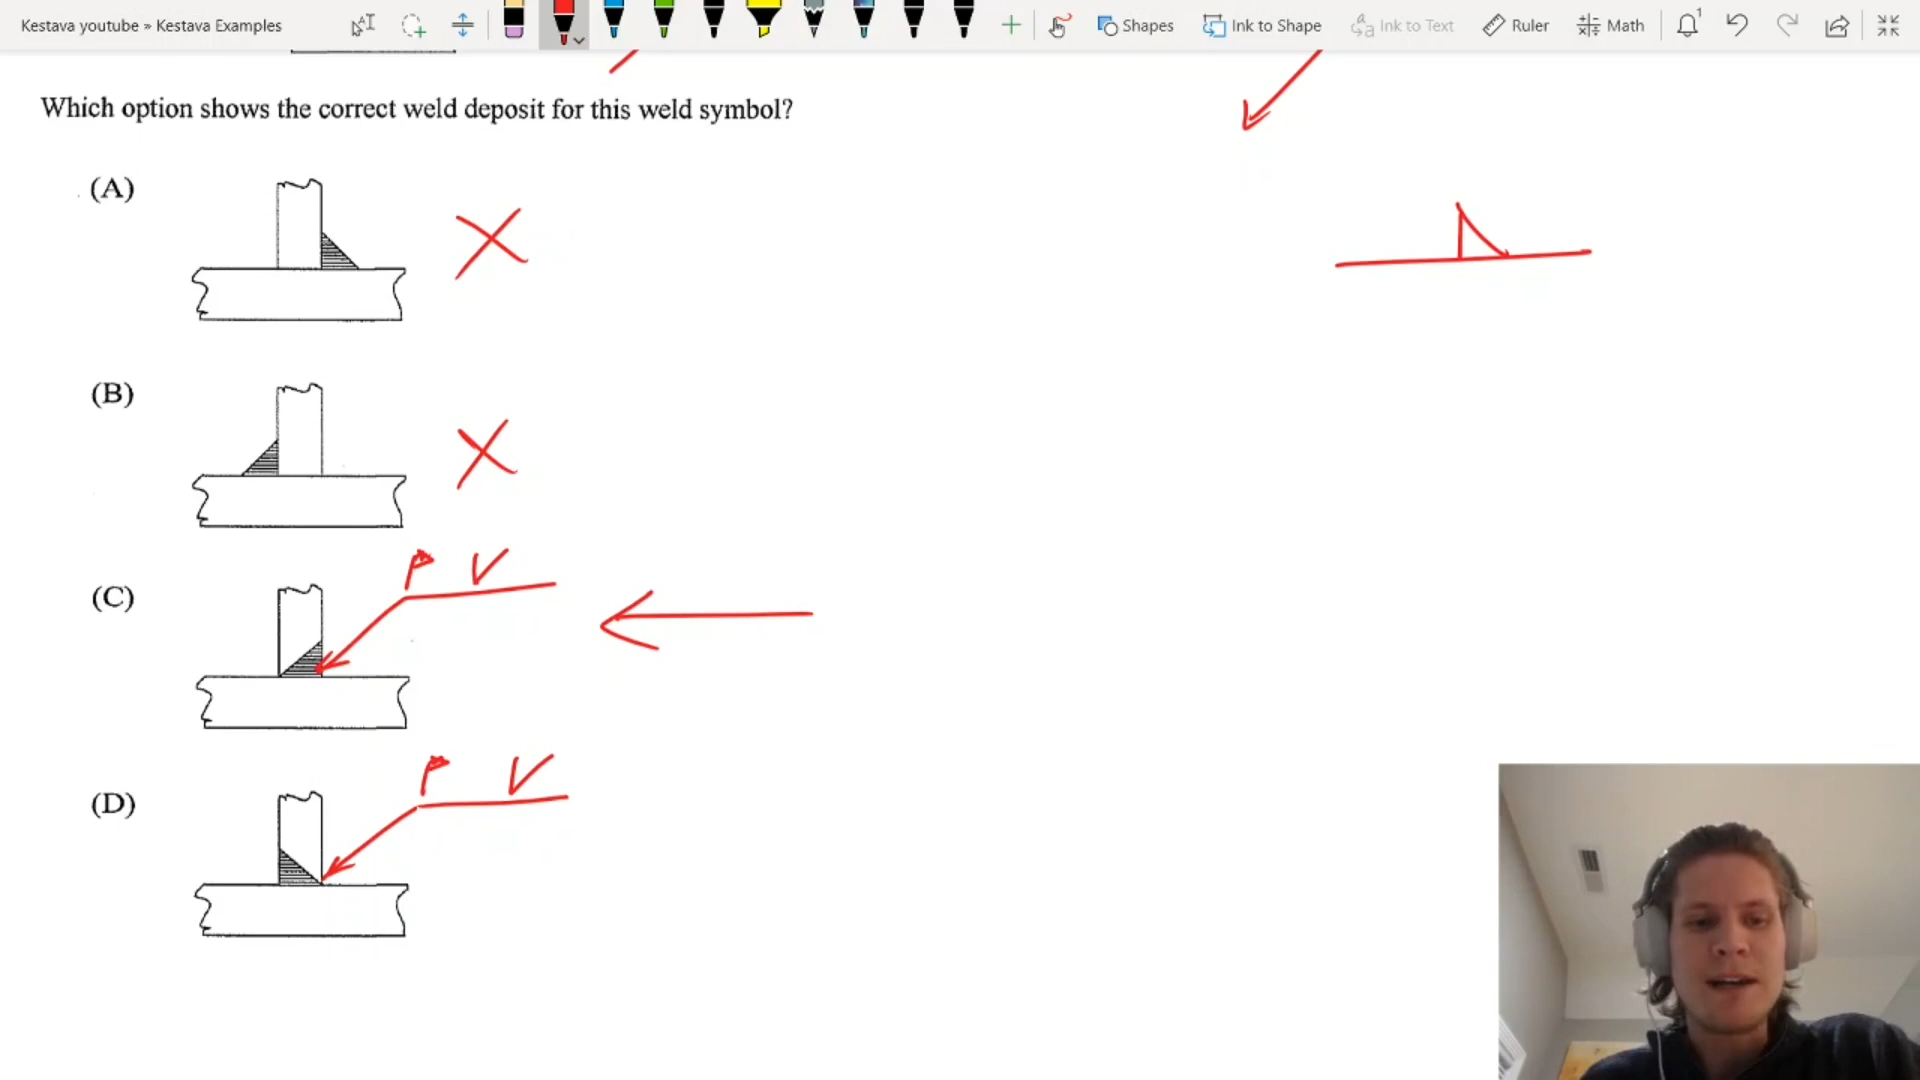 Kestava youtube » Kestava Examples
Shapes
Ink to Shape
Ink to Text
Ruler
Math
1
Which option shows the correct weld deposit for this weld symbol?
(A)
(B)
(C)
(D)